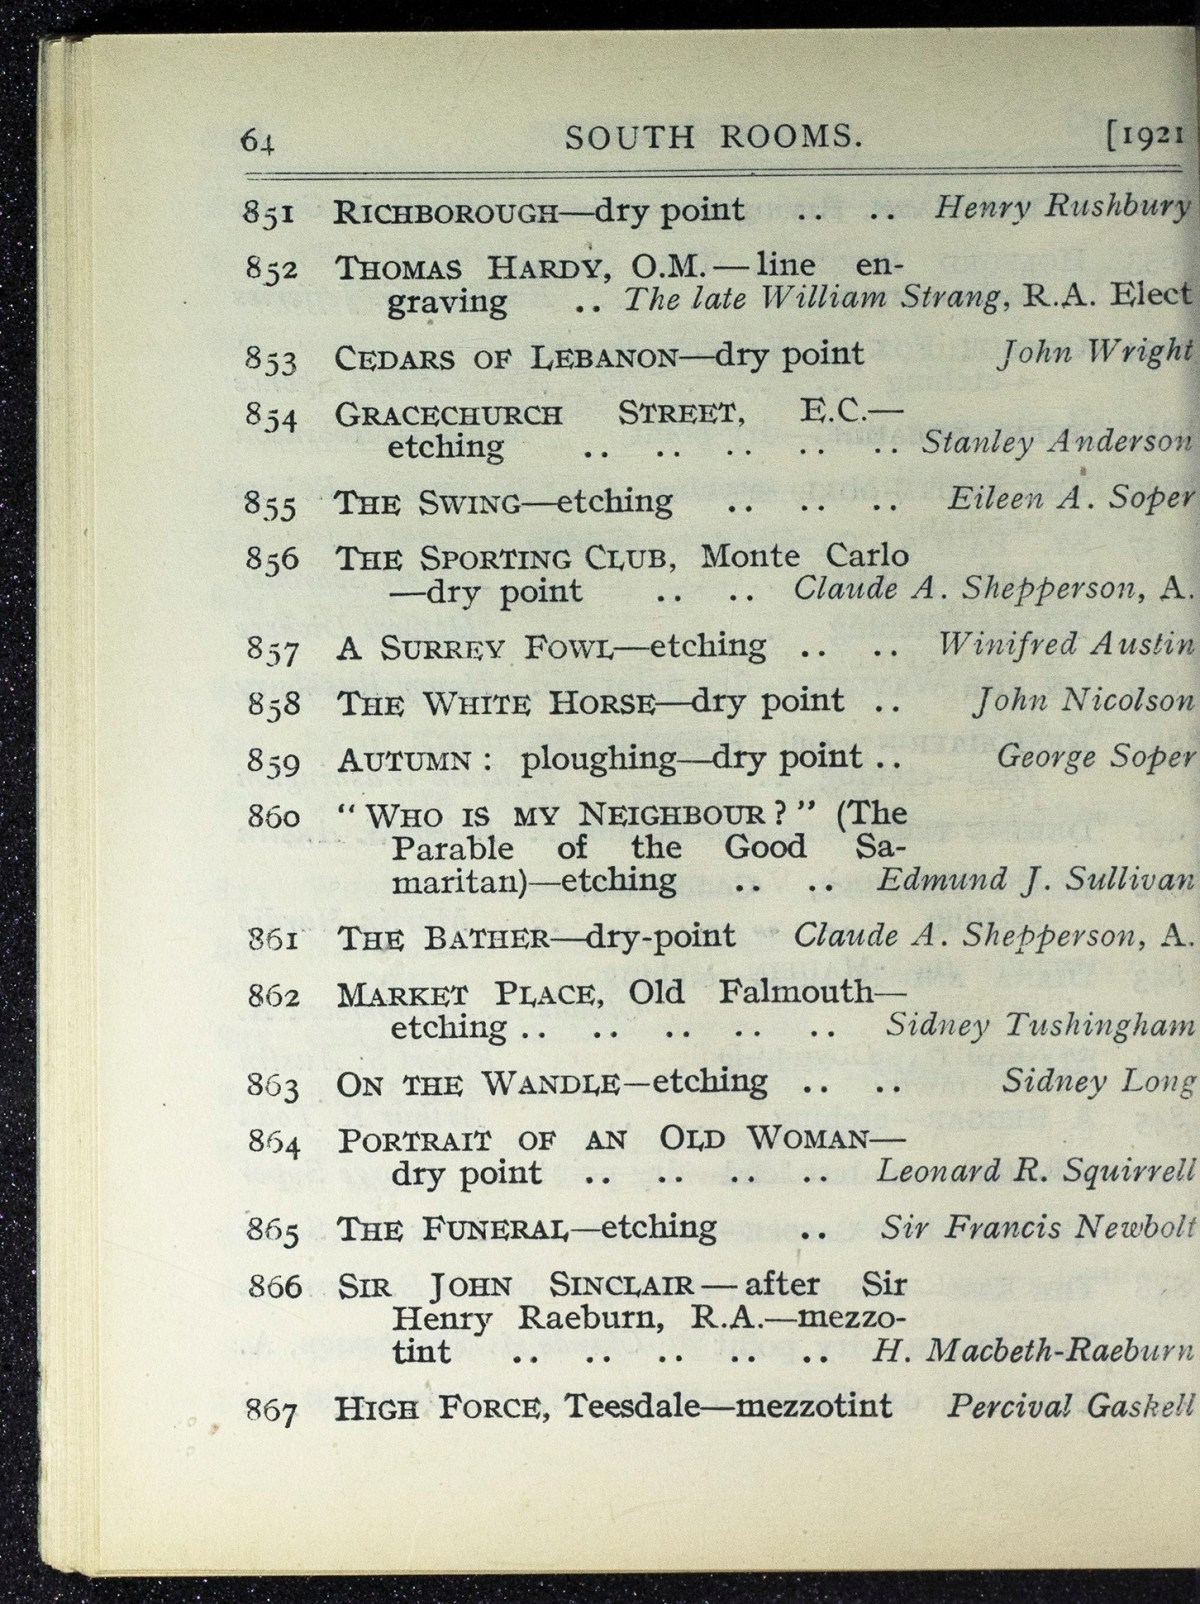 64 SOUTH ROOMS. [1921
851 RICHBOROUGH—dry point .. .. Henry Rushbury
852 THOMAS HARDY, O.M.—line en-
graving .. The late William Strang, R.A. Elect
853 CEDARS OF LEBANON—dry point John Wright
854 GRACECHURCH STREET, E.C.—
etching .. .. .. .. .. Stanley Anderson
855 THE SWING—etching .. .. .. Eileen A. Soper
856 THE SPORTING CLUB, Monte Carlo
—dry point .. .. Claude A. Shepperson, A.
857 A SURREY FOWL—etching .. .. Winifred Austin
858 THE WHITE HORSE—dry point .. John Nicolson
859 AUTUMN : ploughing—dry point .. George Soper
860 “WHO IS MY NEIGHBOUR?” (The
Parable of the Good Sa-
maritan)—etching .. .. Edmund J. Sullivan
861 THE BATHER—dry-point Claude A. Shepperson, A.
862 MARKET PLACE, Old Falmouth—
etching .. .. .. .. .. Sidney Tushingham
863 ON THE WANDLE—etching .. .. Sidney Long
864 PORTRAIT OF AN OLD WOMAN—
dry point .. .. .. .. Leonard R. Squirrell
865 THE FUNERAL—etching .. Sir Francis Newbolt
866 SIR JOHN SINCLAIR—after Sir
Henry Raeburn, R.A.—mezzo-
tint .. .. .. .. .. H. Macbeth-Raeburn
867 HIGH FORCE, Teesdale—mezzotint Percival Gaskell